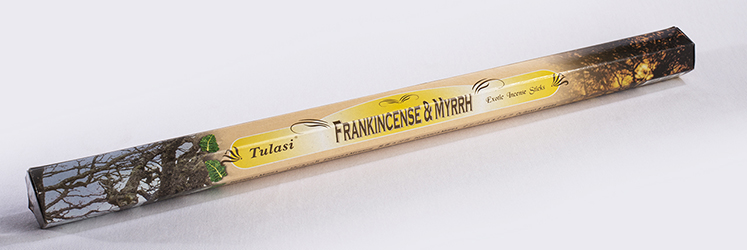 Tulasi
FRANKINCENSE & MYRRH
Exotic Incense Sticks